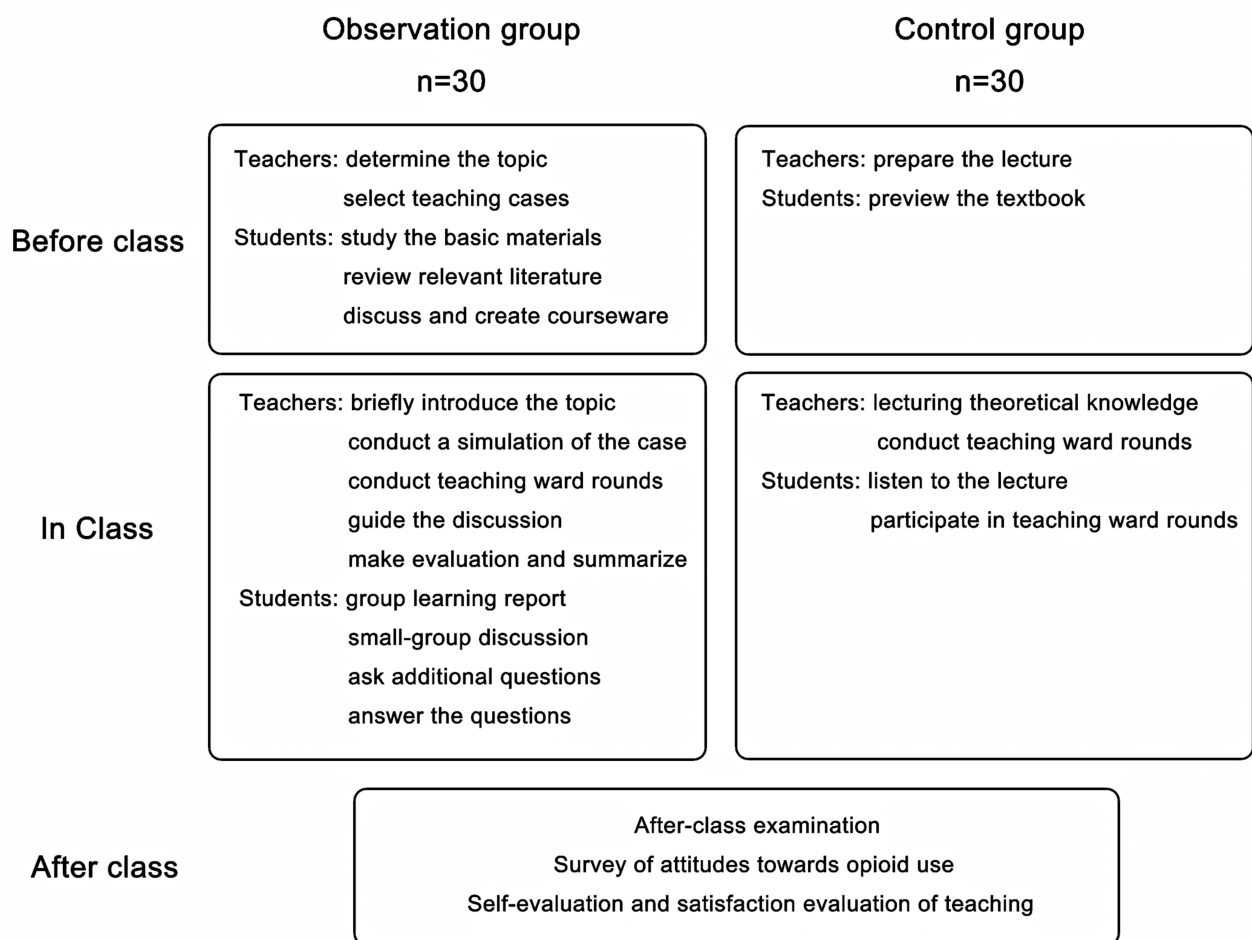 Observation group
n=30
Control group
n=30
Before class
Teachers: determine the topic
select teaching cases
Students: study the basic materials
review relevant literature
discuss and create courseware
Teachers: prepare the lecture
Students: preview the textbook
In Class
Teachers: briefly introduce the topic
conduct a simulation of the case
conduct teaching ward rounds
guide the discussion
make evaluation and summarize
Students: group learning report
small-group discussion
ask additional questions
answer the questions
Teachers: lecturing theoretical knowledge
conduct teaching ward rounds
Students: listen to the lecture
participate in teaching ward rounds
After class
After-class examination
Survey of attitudes towards opioid use
Self-evaluation and satisfaction evaluation of teaching